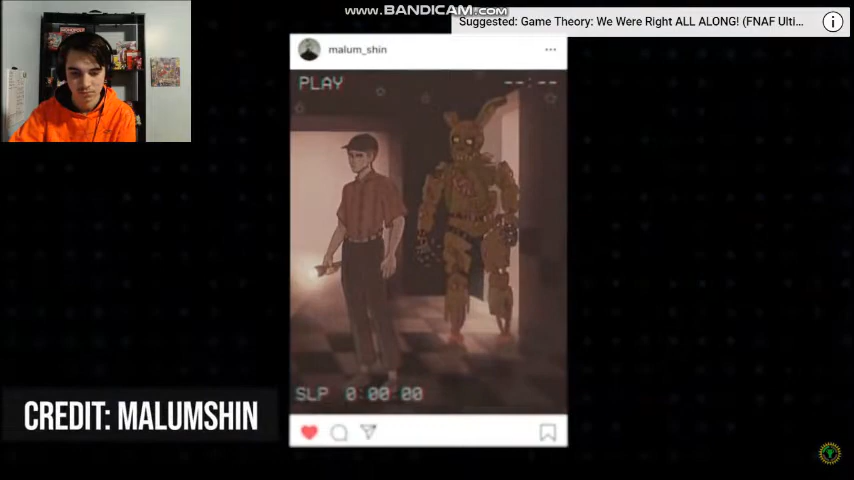 www.BANDICAM.COM
Suggested: Game Theory: We Were Right ALL ALONG! (FNAF Ulti...
malum_shin
PLAY
--:--
SLP 0:00:00
CREDIT: MALUMSHIN